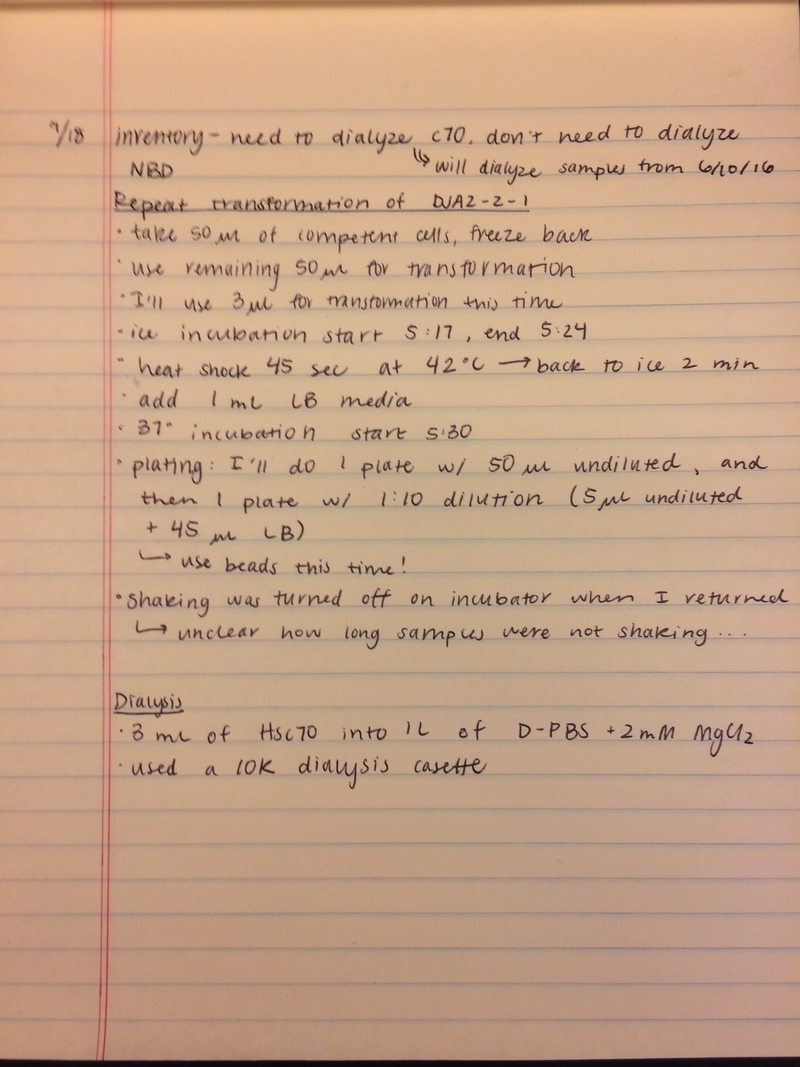 7/18 inventory - need to dialyze c70, don't need to dialyze
NBD ↳ will dialyze samples from 6/10/16
Repeat transformation of DJA2-2-1
• take 50 µl of competent cells, freeze back
• use remaining 50 µl for transformation
• I'll use 3 µl for transformation this time
• ice incubation start 5:17, end 5:24
• heat shock 45 sec at 42°C → back to ice 2 min
• add 1 mL LB media
• 37° incubation start 5:30
• plating: I'll do 1 plate w/ 50 µl undiluted, and
then 1 plate w/ 1:10 dilution (5 µl undiluted
+ 45 µl LB)
↳ use beads this time!
• Shaking was turned off on incubator when I returned
↳ unclear how long samples were not shaking...
Dialysis
• 3 mL of Hsc70 into 1L of D-PBS + 2mM MgCl2
• used a 10K dialysis casette